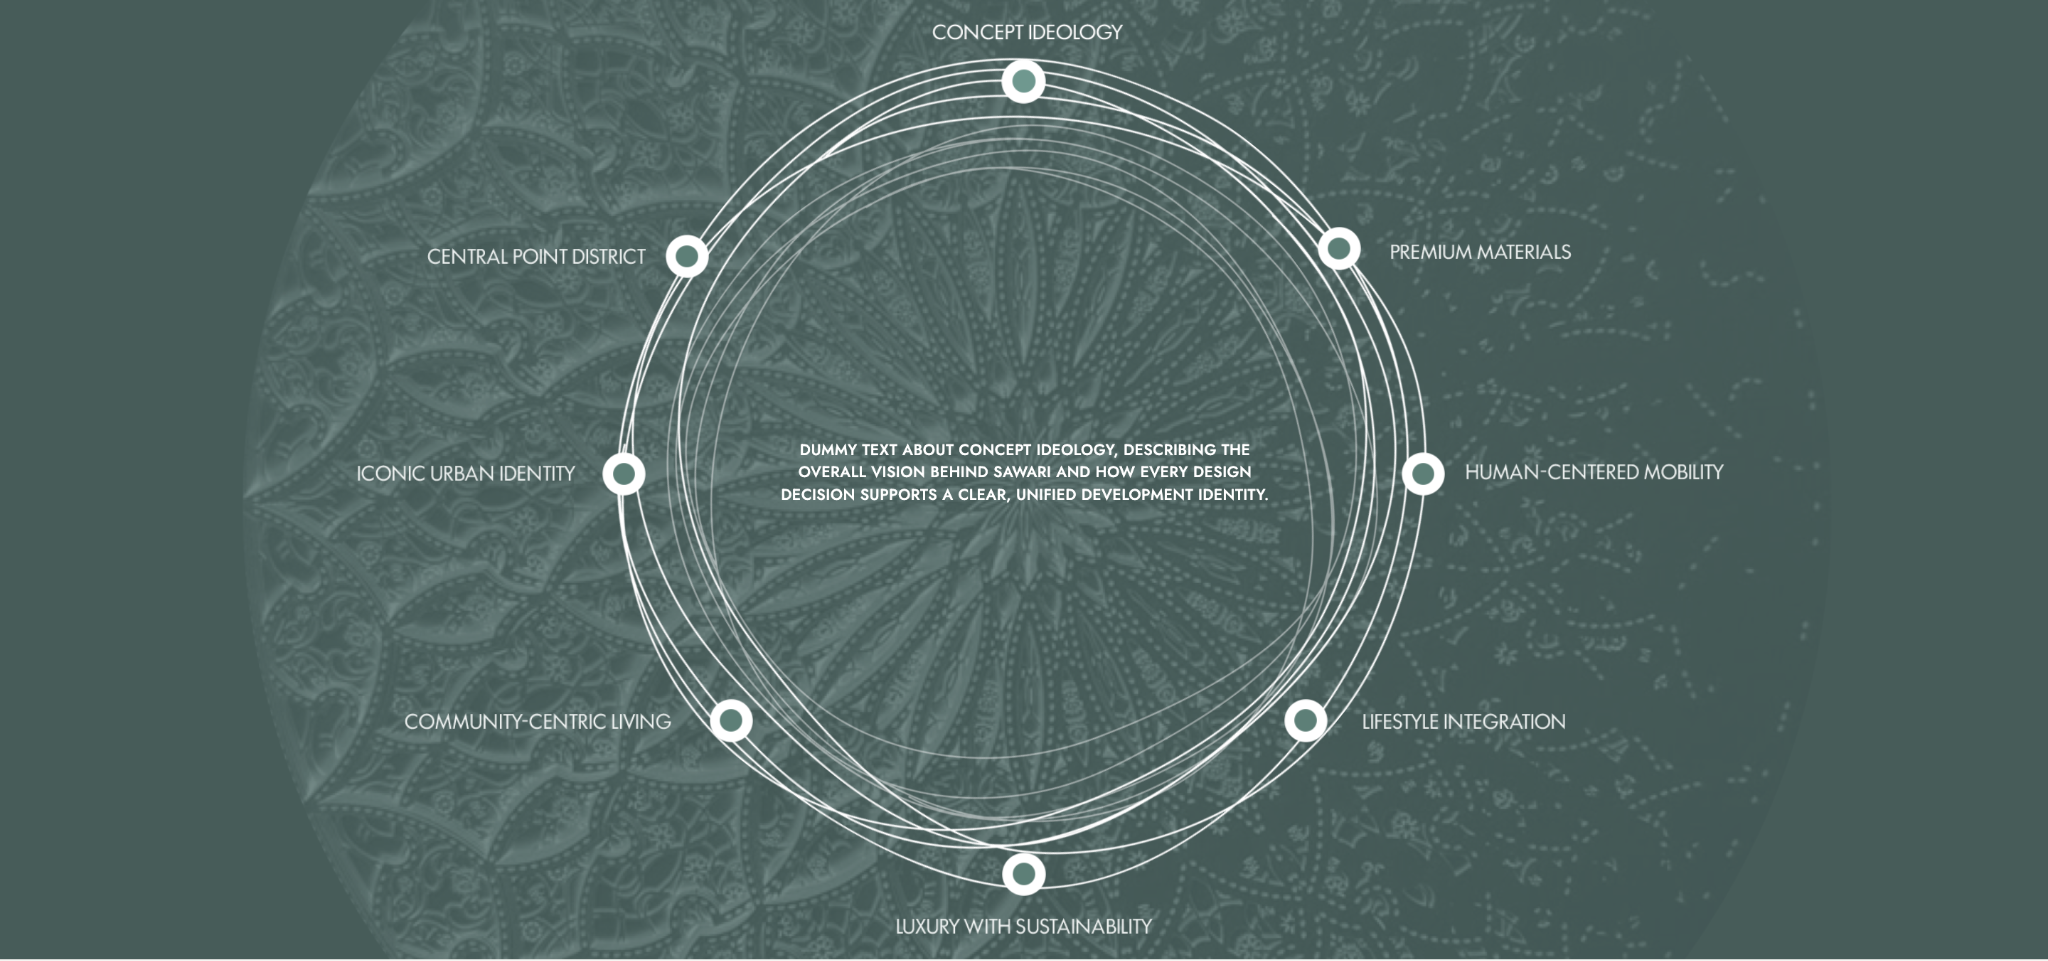 CONCEPT IDEOLOGY
CENTRAL POINT DISTRICT
PREMIUM MATERIALS
ICONIC URBAN IDENTITY
DUMMY TEXT ABOUT CONCEPT IDEOLOGY, DESCRIBING THE
OVERALL VISION BEHIND SAWARI AND HOW EVERY DESIGN
DECISION SUPPORTS A CLEAR, UNIFIED DEVELOPMENT IDENTITY.
HUMAN-CENTERED MOBILITY
COMMUNITY-CENTRIC LIVING
LIFESTYLE INTEGRATION
LUXURY WITH SUSTAINABILITY